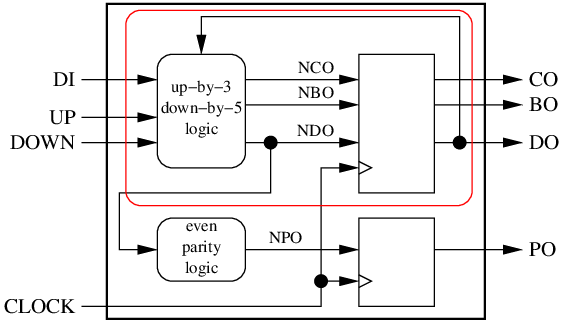 NCO
DI
up-by-3
CO
NBO
down-by-5
BO
UP
logic
DOWN
NDO
DO
even
parity
logic
NPO
PO
CLOCK